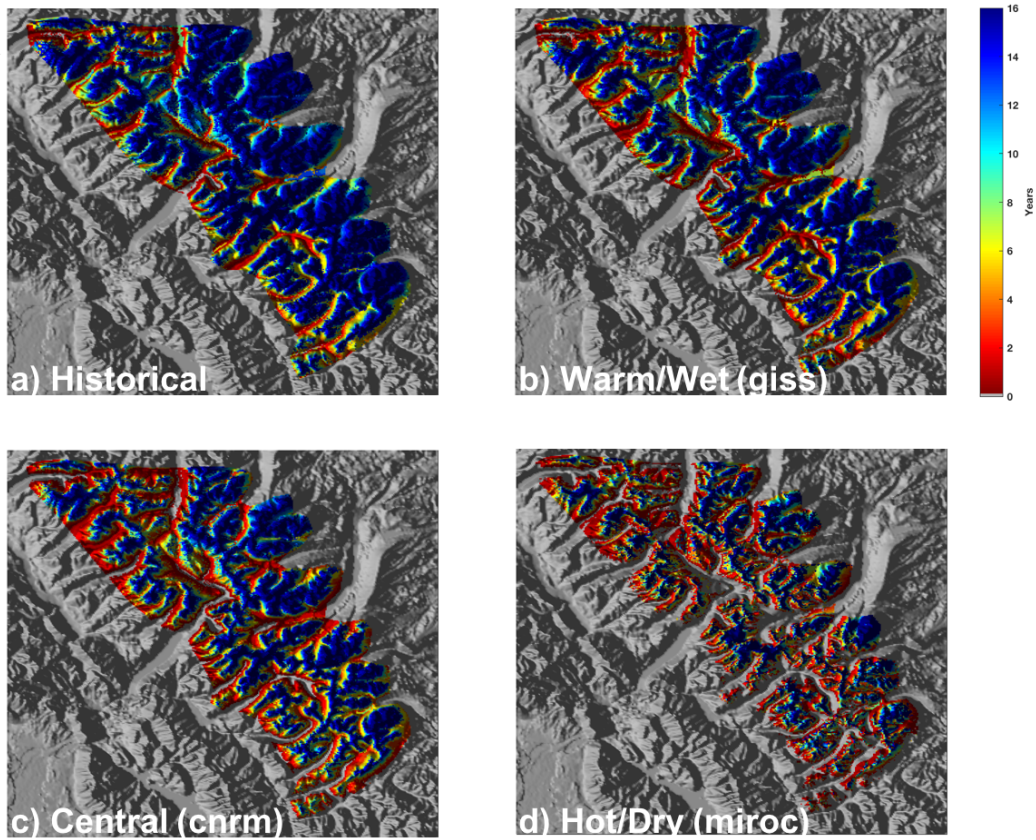 16
14
12
10
8
6
4
2
0
Years
a) Historical
b) Warm/Wet (giss)
c) Central (cnrm)
d) Hot/Dry (miroc)